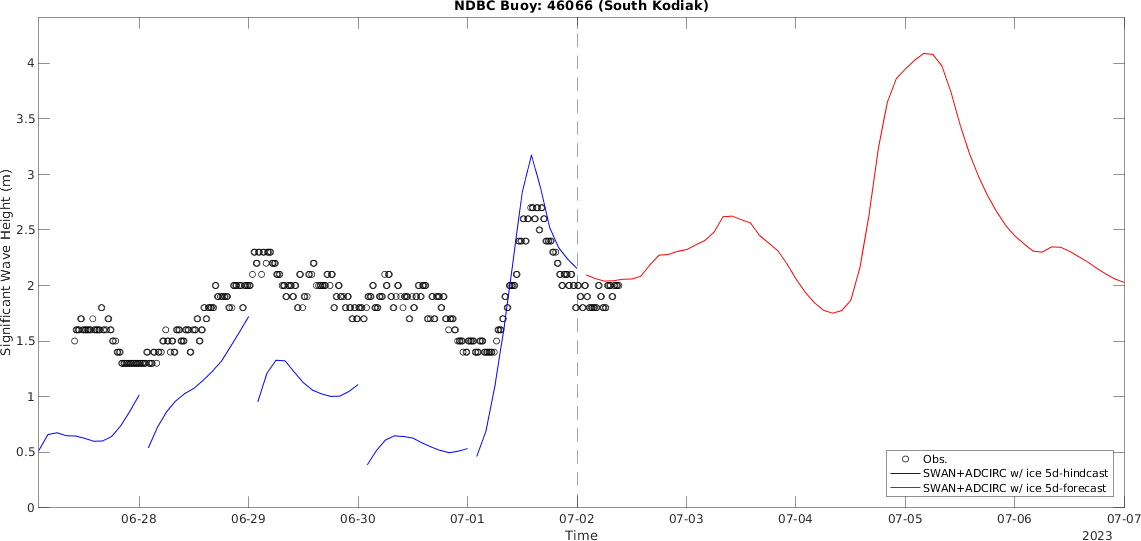 NDBC Buoy: 46066 (South Kodiak)
Significant Wave Height (m)
4
3.5
3
2.5
2
1.5
1
0.5
0
Obs.
SWAN+ADCIRC w/ ice 5d-hindcast
SWAN+ADCIRC w/ ice 5d-forecast
06-28 06-29 06-30 07-01 07-02 07-03 07-04 07-05 07-06 07-07
Time
2023